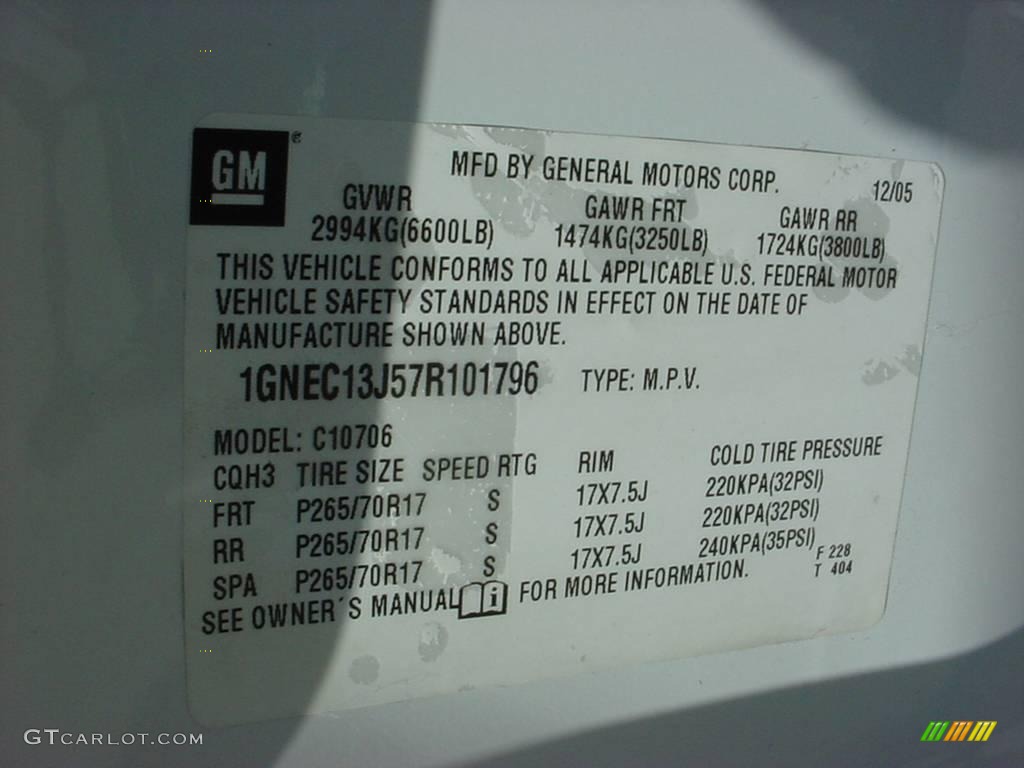 GM ®
MFD BY GENERAL MOTORS CORP. 12/05
GVWR GAWR FRT GAWR RR
2994KG(6600LB) 1474KG(3250LB) 1724KG(3800LB)
THIS VEHICLE CONFORMS TO ALL APPLICABLE U.S. FEDERAL MOTOR
VEHICLE SAFETY STANDARDS IN EFFECT ON THE DATE OF
MANUFACTURE SHOWN ABOVE.
1GNEC13J57R101796 TYPE: M.P.V.
MODEL: C10706
CQH3 TIRE SIZE SPEED RTG RIM COLD TIRE PRESSURE
FRT P265/70R17 S 17X7.5J 220KPA(32PSI)
RR P265/70R17 S 17X7.5J 220KPA(32PSI)
SPA P265/70R17 S 17X7.5J 240KPA(35PSI)
F 228
T 404
SEE OWNER´S MANUAL i FOR MORE INFORMATION.
GTCARLOT.COM